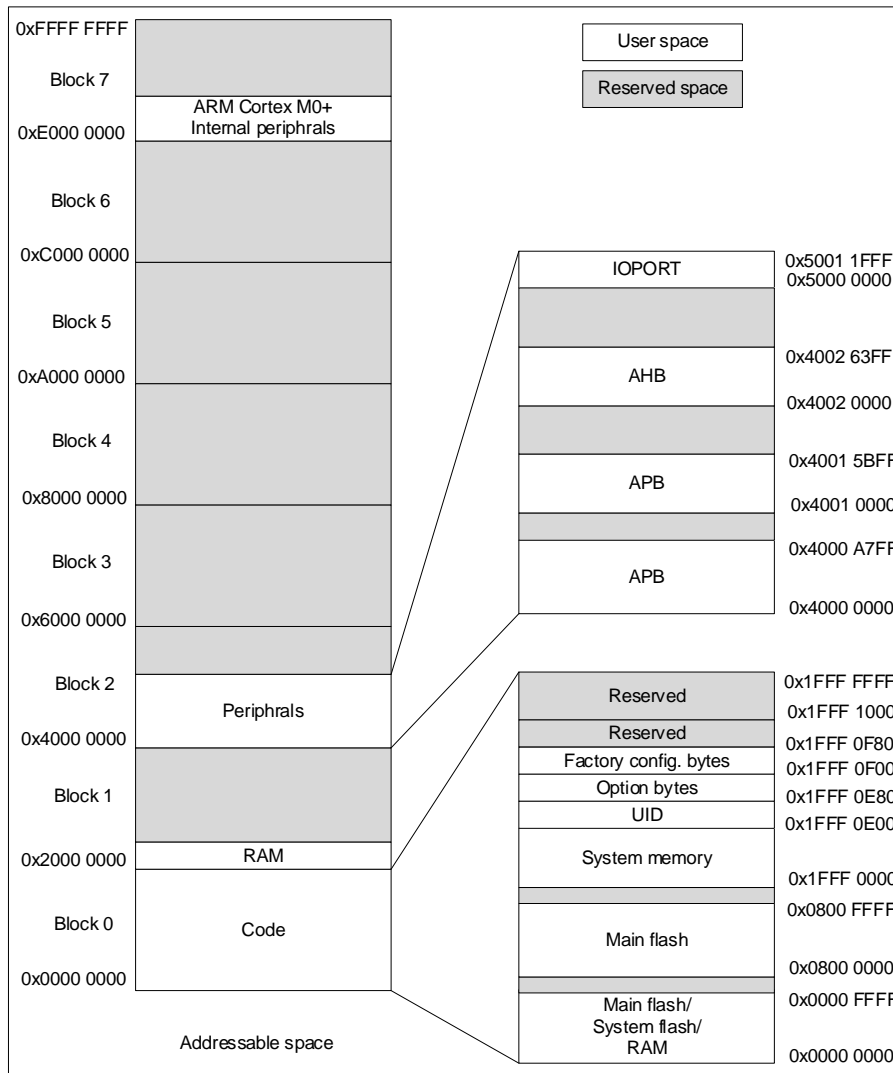 0xFFFF FFFF
Block 7
ARM Cortex M0+
Internal periphrals
0xE000 0000
Block 6
0xC000 0000
Block 5
0xA000 0000
Block 4
0x8000 0000
Block 3
0x6000 0000
Block 2
Periphrals
0x4000 0000
Block 1
0x2000 0000
RAM
Block 0
Code
0x0000 0000
Addressable space
User space
Reserved space
IOPORT
0x5001 1FFF
0x5000 0000
0x4002 63FF
AHB
0x4002 0000
0x4001 5BFF
APB
0x4001 0000
0x4000 A7FF
APB
0x4000 0000
0x1FFF FFFF
Reserved
0x1FFF 1000
Reserved
0x1FFF 0F80
Factory config. bytes
0x1FFF 0F00
Option bytes
0x1FFF 0E80
UID
0x1FFF 0E00
System memory
0x1FFF 0000
0x0800 FFFF
Main flash
0x0800 0000
0x0000 FFFF
Main flash/
System flash/
RAM
0x0000 0000